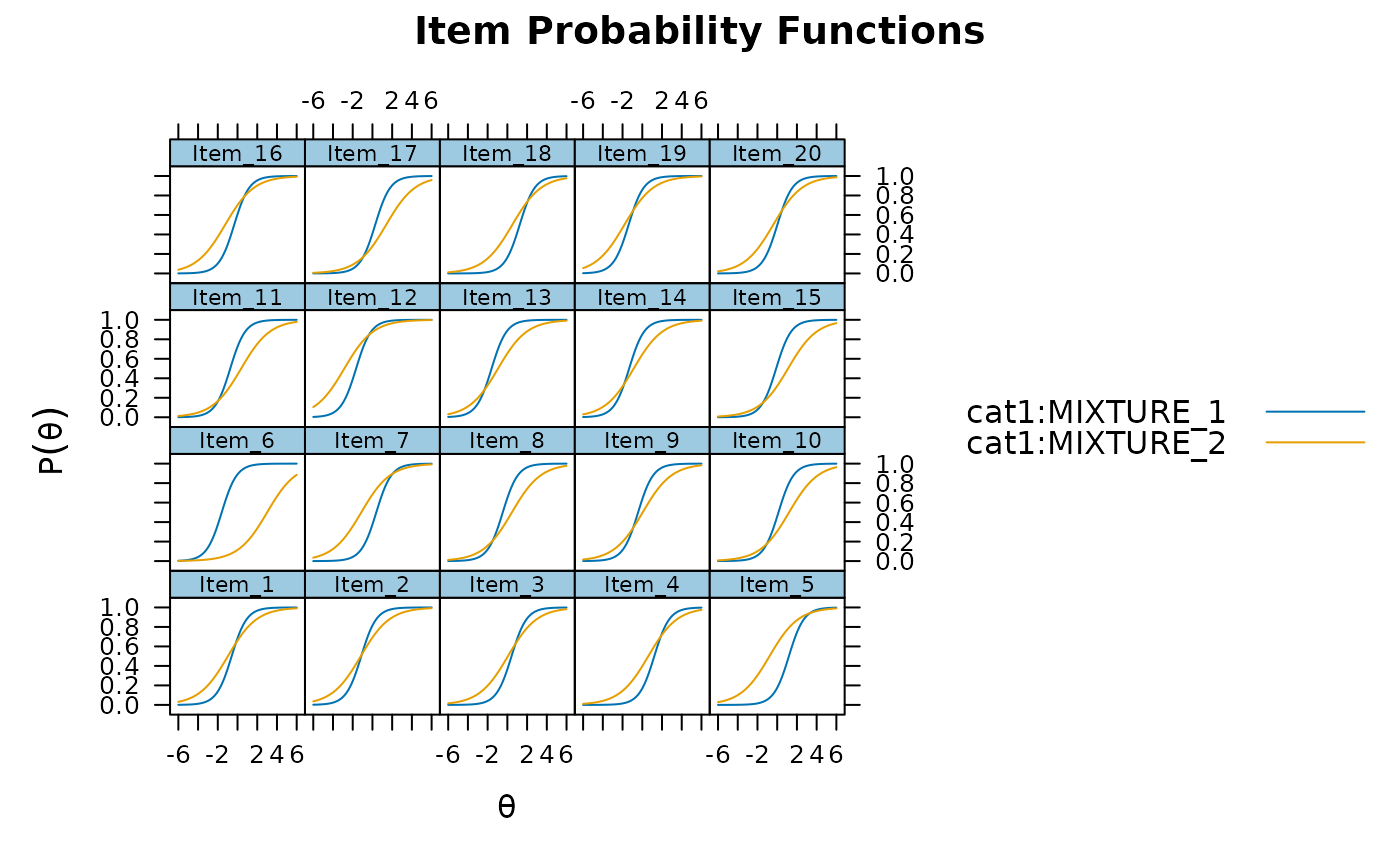 Item Probability Functions
-6 -2 2 4 6 -6 -2 2 4 6
Item_16 Item_17 Item_18 Item_19 Item_20
1.0
0.8
0.6
0.4
0.2
0.0
Item_11 Item_12 Item_13 Item_14 Item_15
1.0
0.8
0.6
0.4
0.2
0.0
Item_6 Item_7 Item_8 Item_9 Item_10
1.0
0.8
0.6
0.4
0.2
0.0
Item_1 Item_2 Item_3 Item_4 Item_5
1.0
0.8
0.6
0.4
0.2
0.0
-6 -2 2 4 6 -6 -2 2 4 6 -6 -2 2 4 6
θ
P(θ)
cat1:MIXTURE_1
cat1:MIXTURE_2